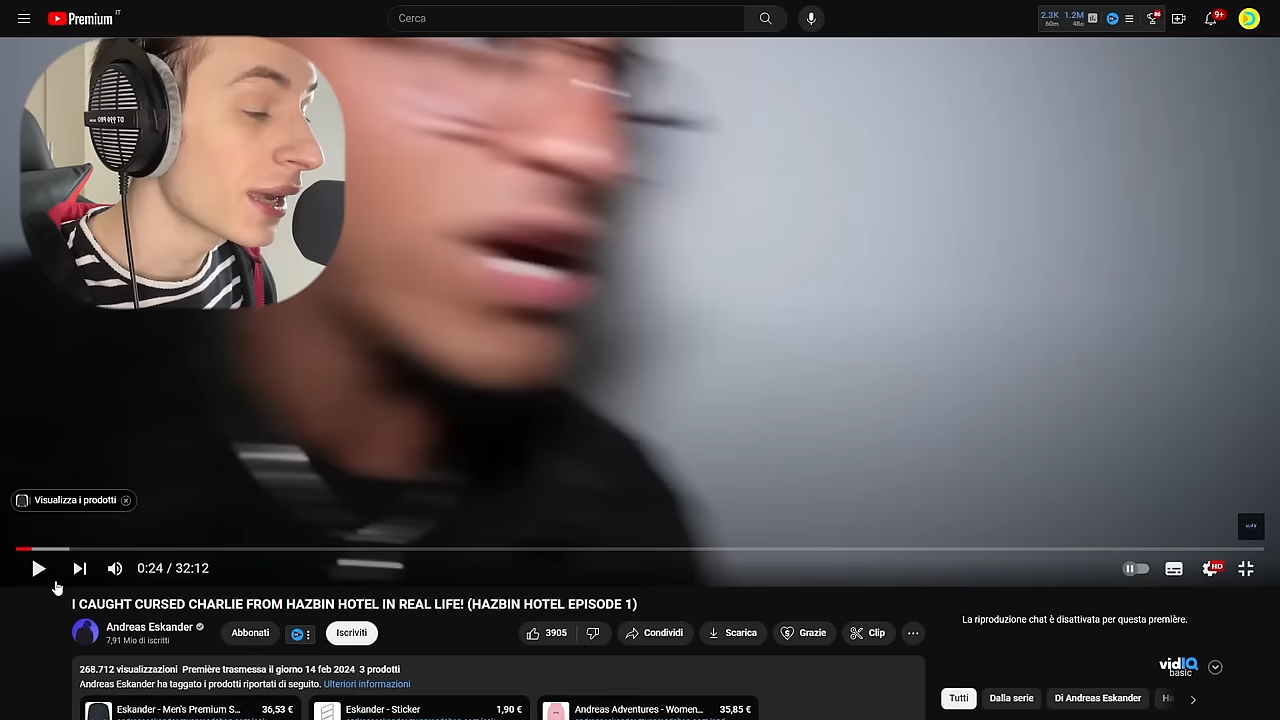 Premium IT
Cerca
2.3K 1.2M
60m 48o
9+
DT 990 PRO
Visualizza i prodotti
0:24 / 32:12
HD
I CAUGHT CURSED CHARLIE FROM HAZBIN HOTEL IN REAL LIFE! (HAZBIN HOTEL EPISODE 1)
Andreas Eskander
7,91 Mio di iscritti
Abbonati
Iscriviti
3905
Condividi
Scarica
Grazie
Clip
La riproduzione chat è disattivata per questa première.
268.712 visualizzazioni Première trasmessa il giorno 14 feb 2024 3 prodotti
Andreas Eskander ha taggato i prodotti riportati di seguito. Ulteriori informazioni
Eskander - Men's Premium S... 36,53 €
Eskander - Sticker 1,90 €
Andreas Adventures - Women... 35,85 €
vidIQ
basic
Tutti
Dalla serie
Di Andreas Eskander